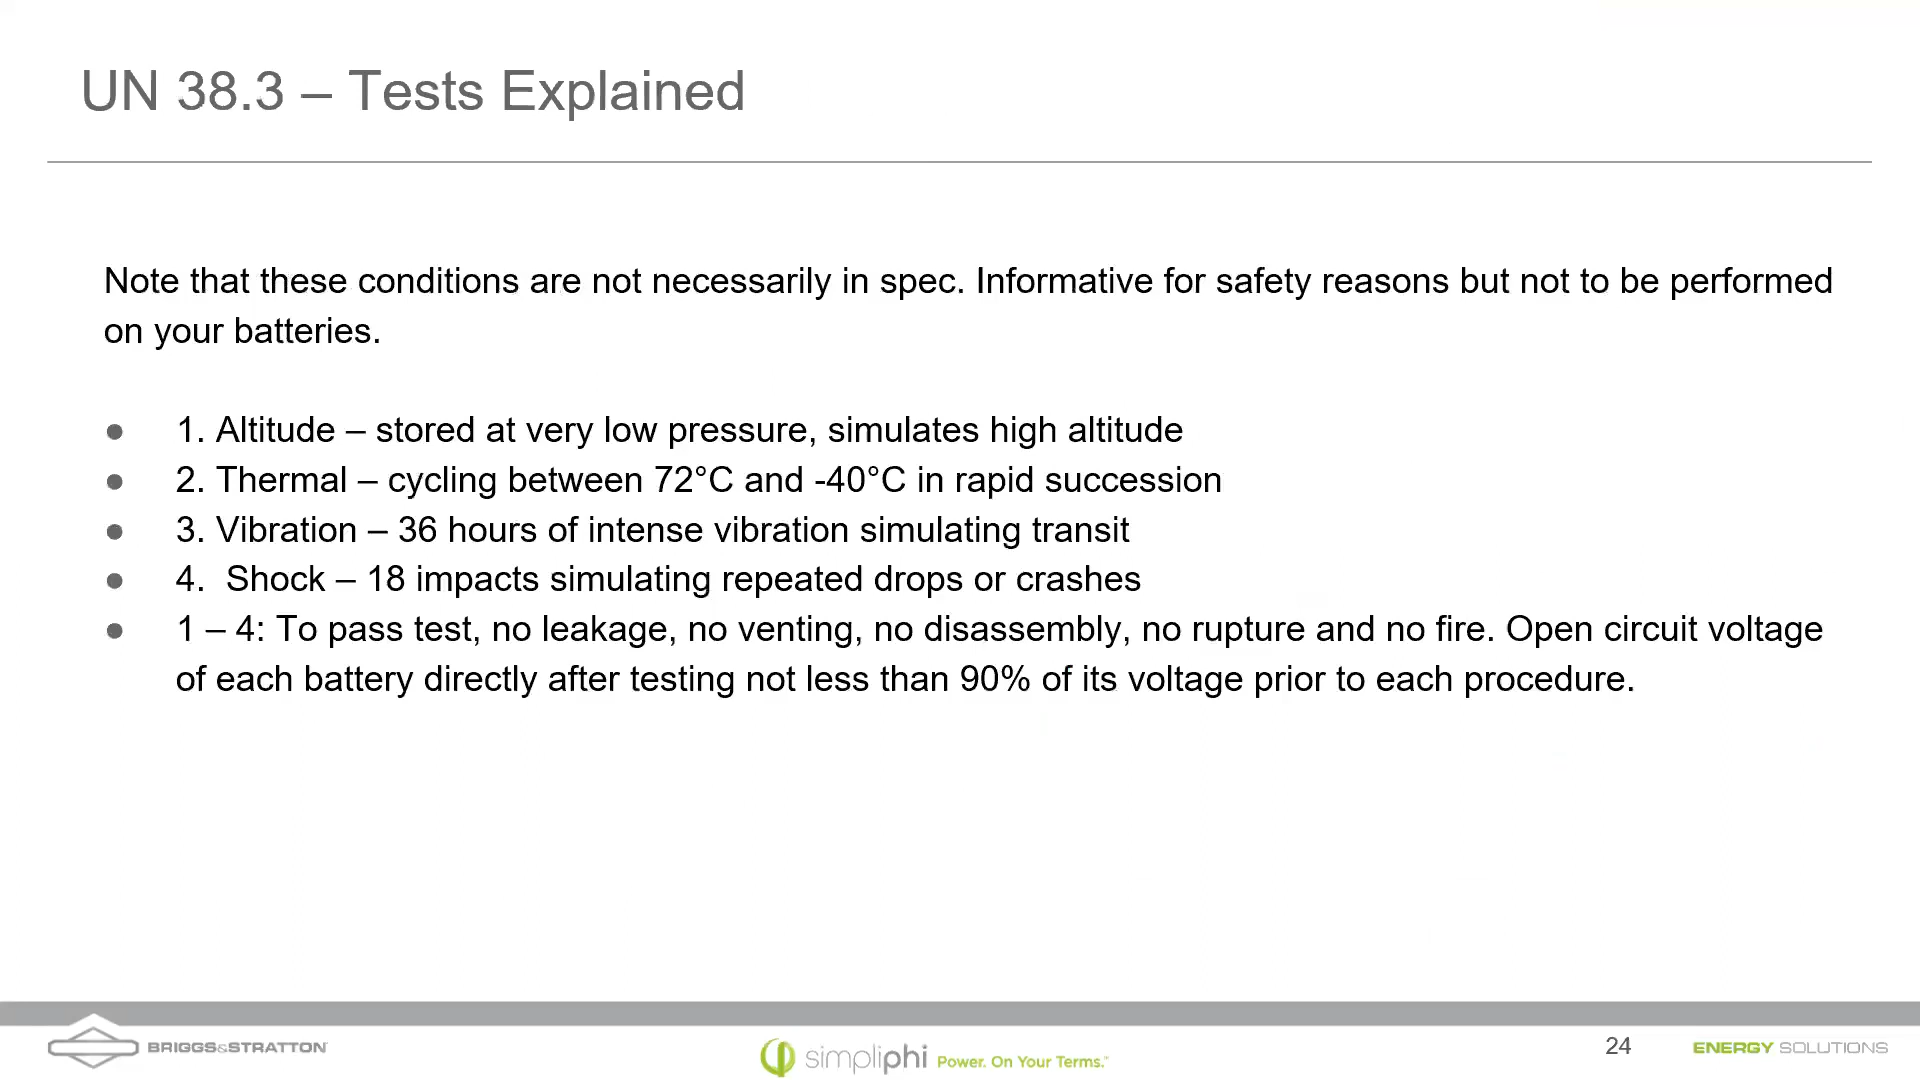 UN 38.3 – Tests Explained
Note that these conditions are not necessarily in spec. Informative for safety reasons but not to be performed
on your batteries.
● 1. Altitude – stored at very low pressure, simulates high altitude
● 2. Thermal – cycling between 72°C and -40°C in rapid succession
● 3. Vibration – 36 hours of intense vibration simulating transit
● 4.  Shock – 18 impacts simulating repeated drops or crashes
● 1 – 4: To pass test, no leakage, no venting, no disassembly, no rupture and no fire. Open circuit voltage
of each battery directly after testing not less than 90% of its voltage prior to each procedure.
BRIGGS&STRATTON
simpliphi Power. On Your Terms.™
24
ENERGY SOLUTIONS